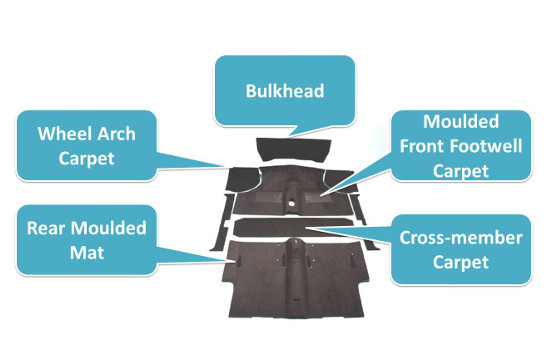 Bulkhead
Wheel Arch
Carpet
Moulded
Front Footwell
Carpet
Rear Moulded
Mat
Cross-member
Carpet